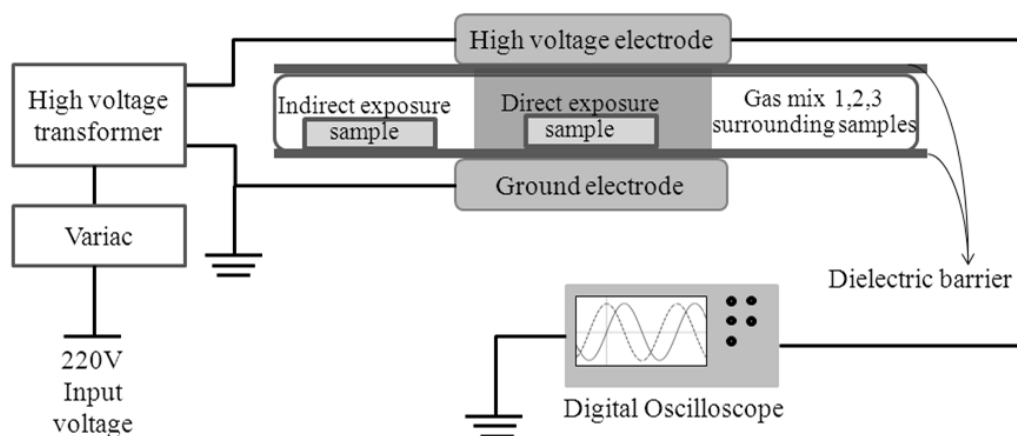 High voltage electrode
High voltage
transformer
Indirect exposure
sample
Direct exposure
sample
Gas mix 1,2,3
surrounding samples
Ground electrode
Variac
Dielectric barrier
220V
Input
voltage
Digital Oscilloscope